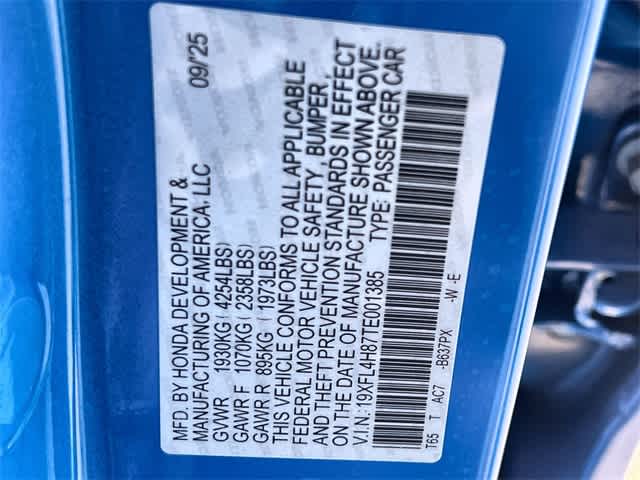 MFD. BY HONDA DEVELOPMENT & 09/'25
MANUFACTURING OF AMERICA, LLC
GVWR 1930KG ( 4254LBS)
GAWR F 1070KG ( 2358LBS)
GAWR R 895KG ( 1973LBS)
THIS VEHICLE CONFORMS TO ALL APPLICABLE
FEDERAL MOTOR VEHICLE SAFETY, BUMPER,
AND THEFT PREVENTION STANDARDS IN EFFECT
ON THE DATE OF MANUFACTURE SHOWN ABOVE.
V.I.N: 19XFL4H87TE001385 TYPE: PASSENGER CAR
T65 T AC7 -B637PX -W -E